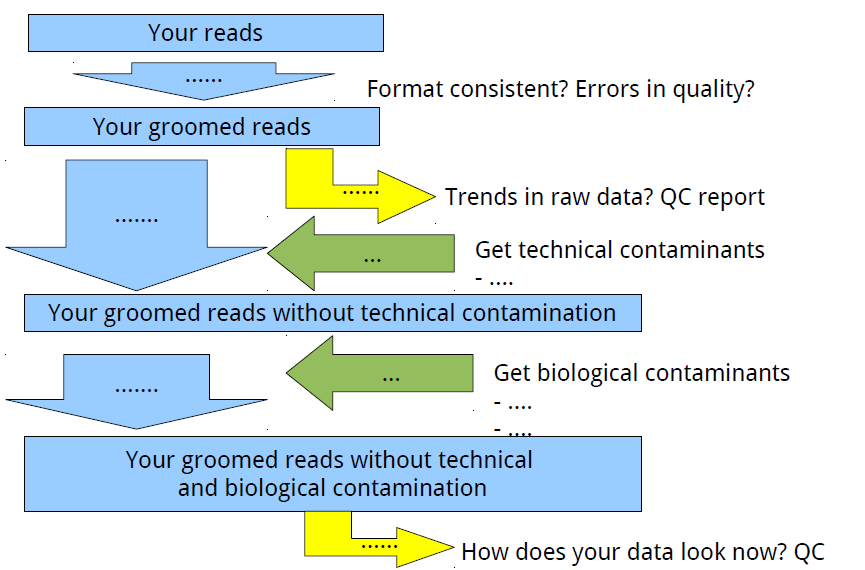 Your reads
......
Format consistent? Errors in quality?
Your groomed reads
......
Trends in raw data? QC report
.......
Get technical contaminants
...
- ....
Your groomed reads without technical contamination
.......
...
Get biological contaminants
- ....
- ....
Your groomed reads without technical
and biological contamination
......
How does your data look now? QC